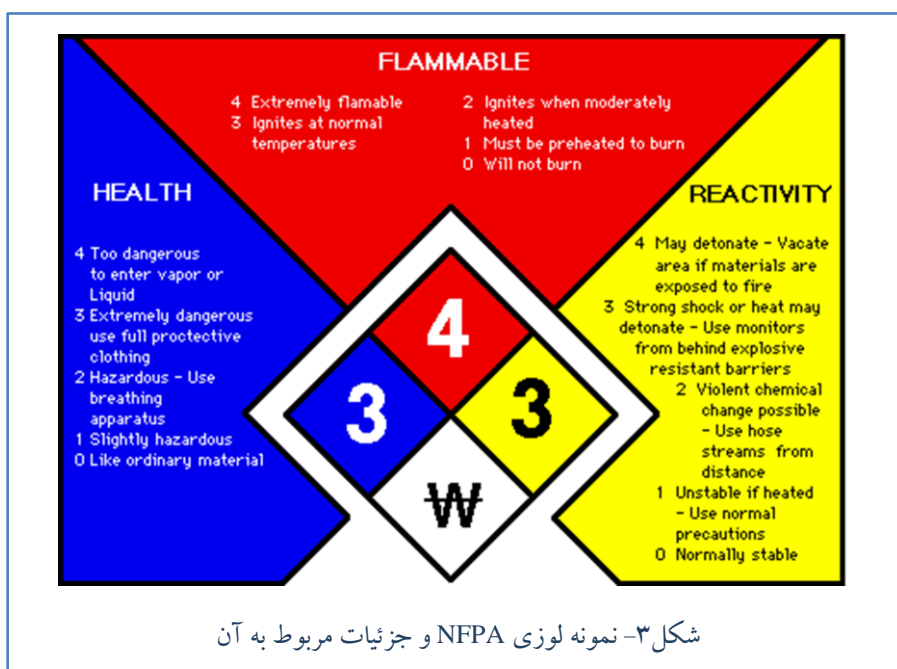 FLAMMABLE
4 Extremely flamable
3 Ignites at normal
temperatures
2 Ignites when moderately
heated
1 Must be preheated to burn
0 Will not burn
HEALTH
4 Too dangerous
to enter vapor or
Liquid
3 Extremely dangerous
use full proctective
clothing
2 Hazardous – Use
breathing
apparatus
1 Slightly hazardous
0 Like ordinary material
REACTIVITY
4 May detonate – Vacate
area if materials are
exposed to fire
3 Strong shock or heat may
detonate – Use monitors
from behind explosive
resistant barriers
2 Violent chemical
change possible
– Use hose
streams from
distance
1 Unstable if heated
– Use normal
precautions
0 Normally stable
4
3
3
W
شکل۳- نمونه لوزی NFPA و جزئیات مربوط به آن